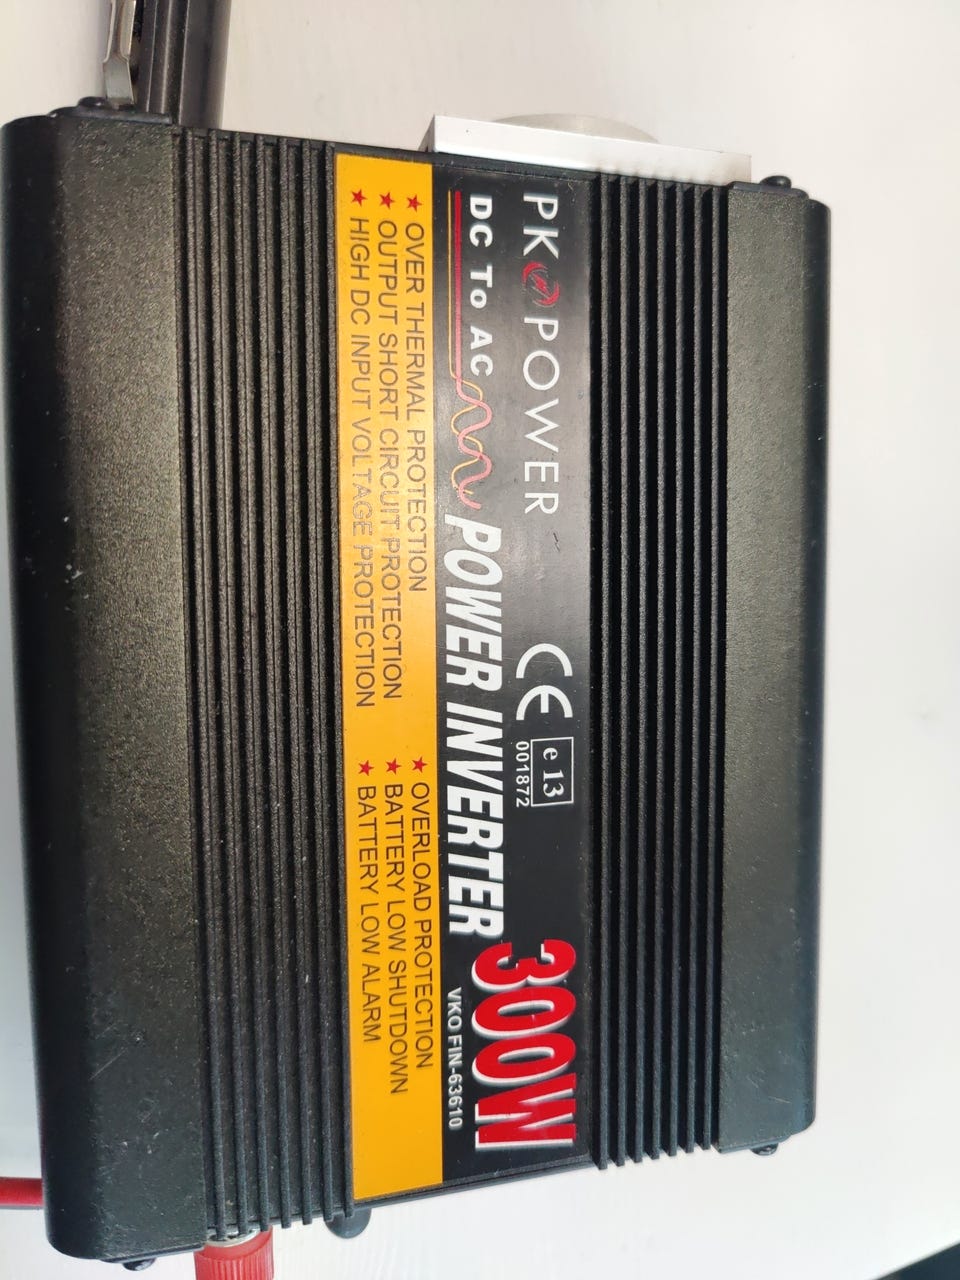 PK POWER
CE
e 13
001872
DC To AC
POWER INVERTER
300W
VKO FIN-63610
★ OVER THERMAL PROTECTION
★ OUTPUT SHORT CIRCUIT PROTECTION
★ HIGH DC INPUT VOLTAGE PROTECTION
★ OVERLOAD PROTECTION
★ BATTERY LOW SHUTDOWN
★ BATTERY LOW ALARM